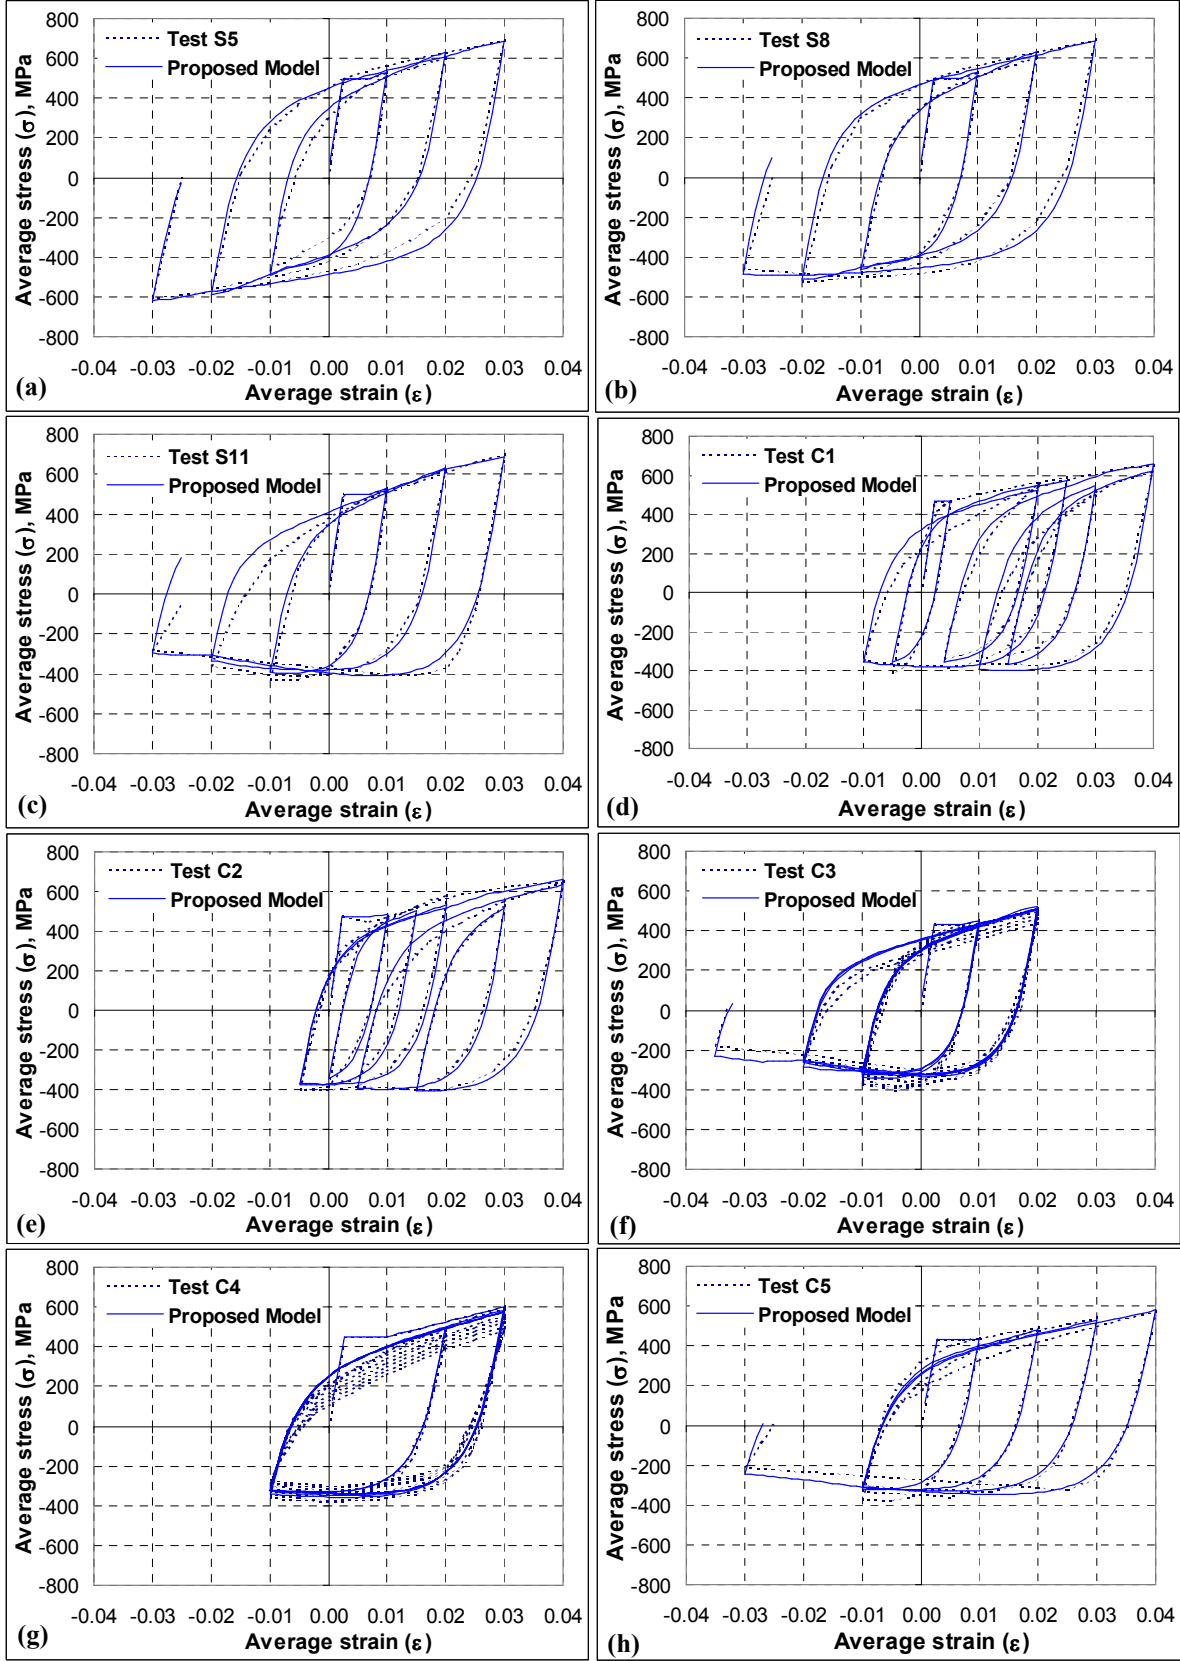 800
600
400
200
0
-200
-400
-600
-800
Average stress (σ), MPa
Test S5
Proposed Model
-0.04 -0.03 -0.02 -0.01 0.00 0.01 0.02 0.03 0.04
Average strain (ε)
(a)
800
600
400
200
0
-200
-400
-600
-800
Average stress (σ), MPa
Test S8
Proposed Model
-0.04 -0.03 -0.02 -0.01 0.00 0.01 0.02 0.03 0.04
Average strain (ε)
(b)
800
600
400
200
0
-200
-400
-600
-800
Average stress (σ), MPa
Test S11
Proposed Model
-0.04 -0.03 -0.02 -0.01 0.00 0.01 0.02 0.03 0.04
Average strain (ε)
(c)
800
600
400
200
0
-200
-400
-600
-800
Average stress (σ), MPa
Test C1
Proposed Model
-0.04 -0.03 -0.02 -0.01 0.00 0.01 0.02 0.03 0.04
Average strain (ε)
(d)
800
600
400
200
0
-200
-400
-600
-800
Average stress (σ), MPa
Test C2
Proposed Model
-0.04 -0.03 -0.02 -0.01 0.00 0.01 0.02 0.03 0.04
Average strain (ε)
(e)
800
600
400
200
0
-200
-400
-600
-800
Average stress (σ), MPa
Test C3
Proposed Model
-0.04 -0.03 -0.02 -0.01 0.00 0.01 0.02 0.03 0.04
Average strain (ε)
(f)
800
600
400
200
0
-200
-400
-600
-800
Average stress (σ), MPa
Test C4
Proposed Model
-0.04 -0.03 -0.02 -0.01 0.00 0.01 0.02 0.03 0.04
Average strain (ε)
(g)
800
600
400
200
0
-200
-400
-600
-800
Average stress (σ), MPa
Test C5
Proposed Model
-0.04 -0.03 -0.02 -0.01 0.00 0.01 0.02 0.03 0.04
Average strain (ε)
(h)